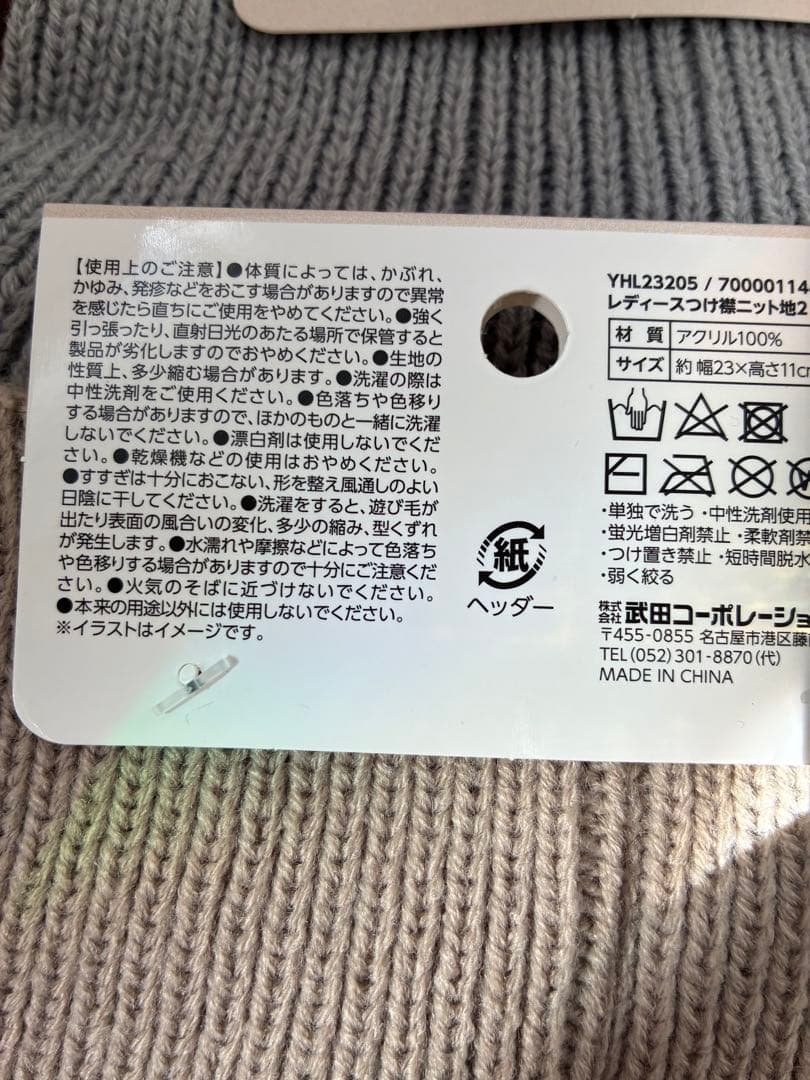 【使用上のご注意】●体質によっては、かぶれ、
かゆみ、発疹などをおこす場合がありますので異常
を感じたら直ちにご使用をやめてください。●強く
引っ張ったり、直射日光のあたる場所で保管すると
製品が劣化しますのでおやめください。●生地の
性質上、多少縮む場合があります。●洗濯の際は
中性洗剤をご使用ください。●色落ちや色移り
する場合がありますので、ほかのものと一緒に洗濯
しないでください。●漂白剤は使用しないでくだ
さい。●乾燥機などの使用はおやめください。
●すすぎは十分におこない、形を整え風通しのよい
日陰に干してください。●洗濯をすると、遊び毛が
出たり表面の風合いの変化、多少の縮み、型くずれ
が発生します。●水濡れや摩擦などによって色落ち
や色移りする場合がありますので十分にご注意くだ
さい。●火気のそばに近づけないでください。
●本来の用途以外には使用しないでください。
※イラストはイメージです。
紙
ヘッダー
YHL23205 / 70000114
レディースつけ襟ニット地2
材 質 アクリル100%
サイズ 約 幅23×高さ11cm
・単独で洗う ・中性洗剤使用
・蛍光増白剤禁止 ・柔軟剤禁
・つけ置き禁止 ・短時間脱水
・弱く絞る
株式会社 武田コーポレーショ
〒455-0855 名古屋市港区藤
TEL(052)301-8870(代)
MADE IN CHINA